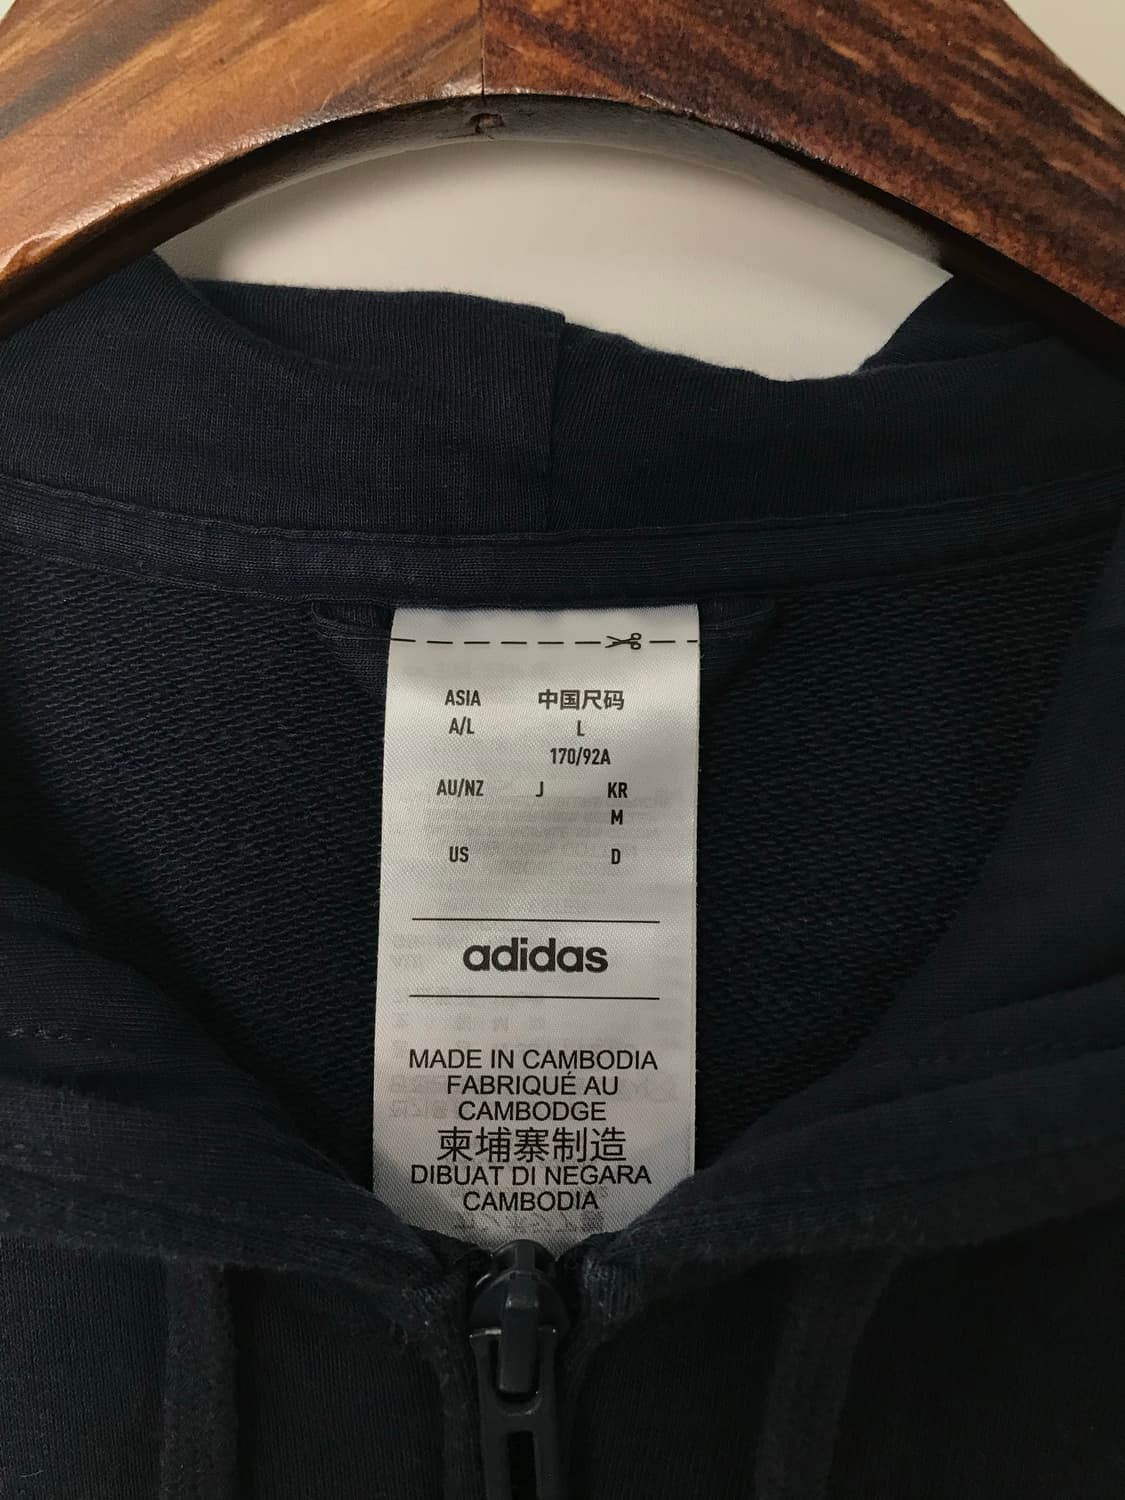 ASIA 中国尺码
A/L L
170/92A
AU/NZ J KR
M
US D
adidas
MADE IN CAMBODIA
FABRIQUÉ AU
CAMBODGE
柬埔寨制造
DIBUAT DI NEGARA
CAMBODIA